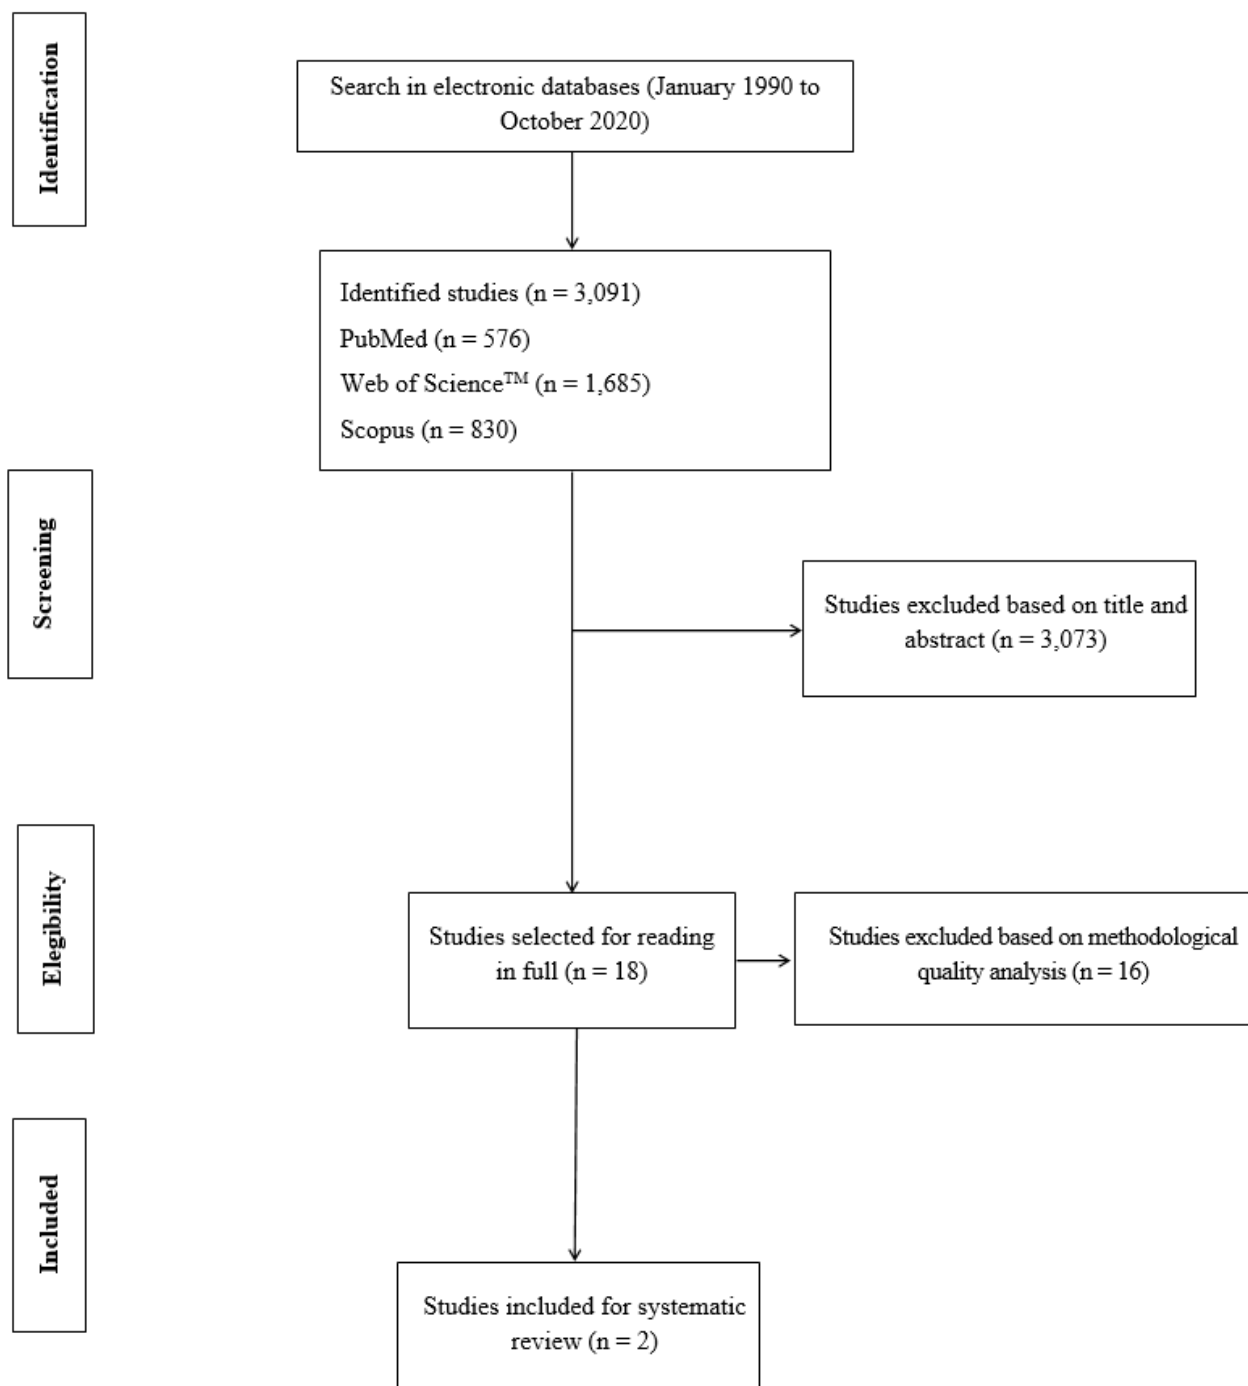 Identification
Search in electronic databases (January 1990 to
October 2020)
Identified studies (n = 3,091)
PubMed (n = 576)
Web of Science™ (n = 1,685)
Scopus (n = 830)
Screening
Studies excluded based on title and
abstract (n = 3,073)
Elegibility
Studies selected for reading
in full (n = 18)
Studies excluded based on methodological
quality analysis (n = 16)
Included
Studies included for systematic
review (n = 2)